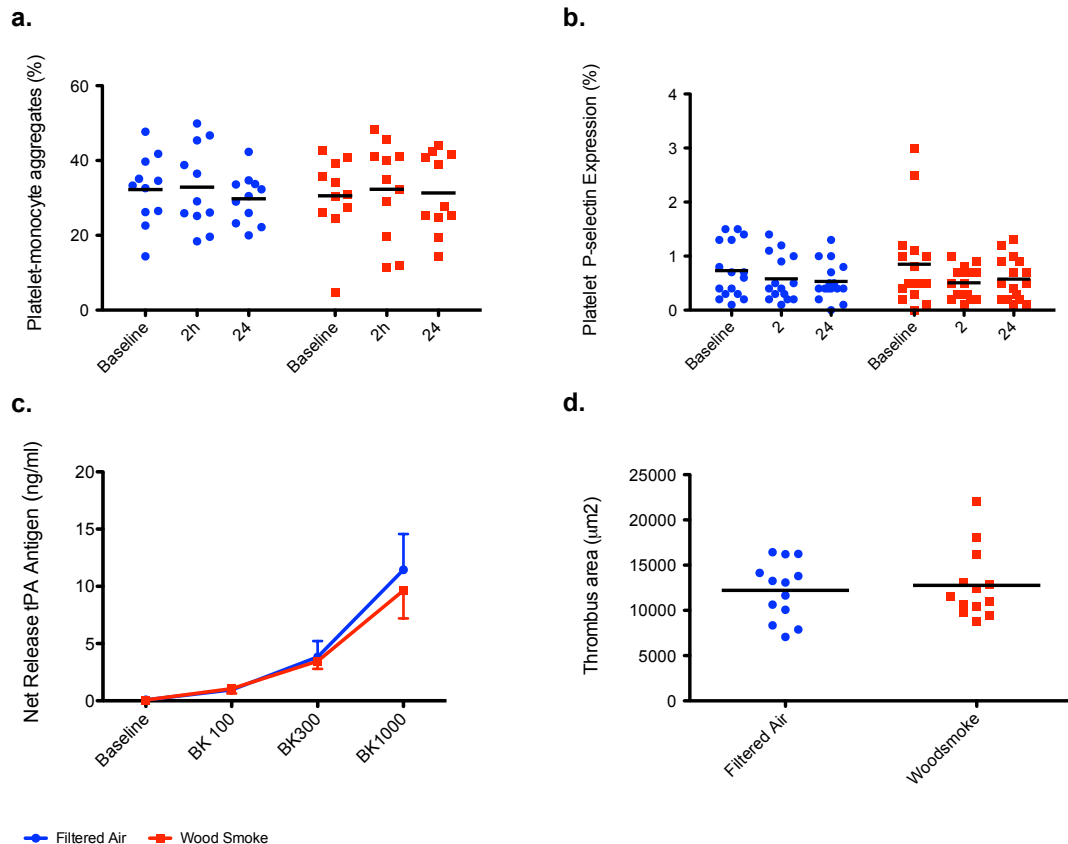 a.
Platelet-monocyte aggregates (%)
60
40
20
0
Baseline
2h
24
Baseline
2h
24
b.
Platelet P-selectin Expression (%)
4
3
2
1
0
Baseline
2
24
Baseline
2
24
c.
Net Release tPA Antigen (ng/ml)
20
15
10
5
0
Baseline
BK 100
BK300
BK1000
d.
Thrombus area (μm2)
25000
20000
15000
10000
5000
0
Filtered Air
Woodsmoke
Filtered Air
Wood Smoke